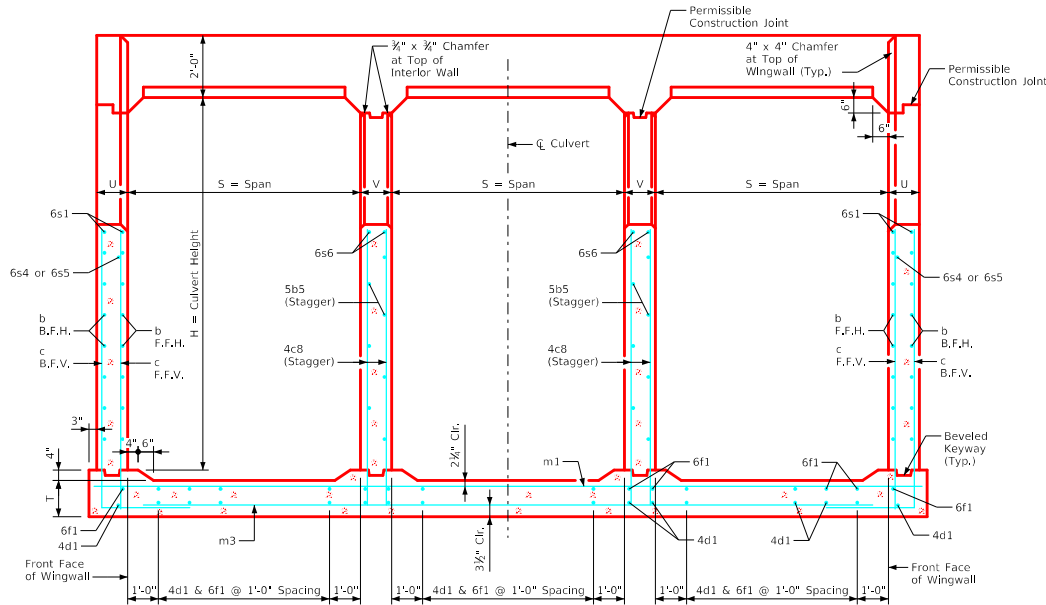 Permissible
Construction Joint
¾" x ¾" Chamfer
at Top of
Interior Wall
4" x 4" Chamfer
at Top of
Wingwall (Typ.)
Permissible
Construction Joint
2'-0"
6"
6"
℄ Culvert
U
S = Span
V
S = Span
V
S = Span
U
H = Culvert Height
6s1
6s6
6s6
6s1
6s4 or 6s5
6s4 or 6s5
5b5
(Stagger)
5b5
(Stagger)
b
B.F.H.
b
F.F.H.
b
F.F.H.
b
B.F.H.
c
B.F.V.
c
F.F.V.
4c8
(Stagger)
4c8
(Stagger)
c
F.F.V.
c
B.F.V.
3"
4"
6"
4"
T
2¼" Clr.
m1
6f1
6f1
Beveled
Keyway
(Typ.)
6f1
4d1
m3
3½" Clr.
4d1
4d1
6f1
4d1
Front Face
of Wingwall
Front Face
of Wingwall
1'-0"
4d1 & 6f1 @ 1'-0" Spacing
1'-0"
1'-0"
4d1 & 6f1 @ 1'-0" Spacing
1'-0"
1'-0"
4d1 & 6f1 @ 1'-0" Spacing
1'-0"